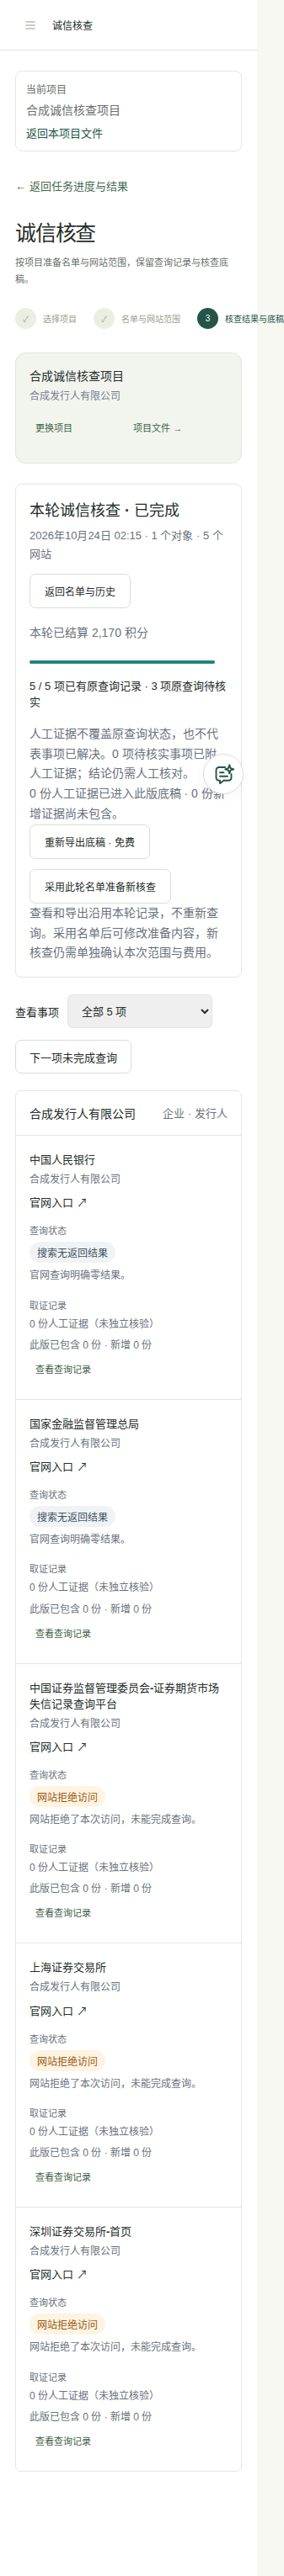 诚信核查
当前项目
合成诚信核查项目
返回本项目文件
← 返回任务进度与结果
诚信核查
按项目准备名单与网站范围，保留查询记录与核查底
稿。
✓ 选择项目 ✓ 名单与网站范围 3 核查结果与底稿
合成诚信核查项目
合成发行人有限公司
更换项目 项目文件 →
本轮诚信核查 · 已完成
2026年10月24日 02:15 · 1 个对象 · 5 个
网站
返回名单与历史
本轮已结算 2,170 积分
5 / 5 项已有原查询记录 · 3 项原查询待核
实
人工证据不覆盖原查询状态，也不代
表事项已解决。0 项待核实事项已附
人工证据；结论仍需人工核对。
0 份人工证据已进入此版底稿 · 0 份新
增证据尚未包含。
重新导出底稿 · 免费
采用此轮名单准备新核查
查看和导出沿用本轮记录，不重新查
询。采用名单后可修改准备内容，新
核查仍需单独确认本次范围与费用。
查看事项 全部 5 项
下一项未完成查询
合成发行人有限公司 企业 · 发行人
中国人民银行
合成发行人有限公司
官网入口 ↗
查询状态
搜索无返回结果
官网查询明确零结果。
取证记录
0 份人工证据（未独立核验）
此版已包含 0 份 · 新增 0 份
查看查询记录
国家金融监督管理总局
合成发行人有限公司
官网入口 ↗
查询状态
搜索无返回结果
官网查询明确零结果。
取证记录
0 份人工证据（未独立核验）
此版已包含 0 份 · 新增 0 份
查看查询记录
中国证券监督管理委员会-证券期货市场
失信记录查询平台
合成发行人有限公司
官网入口 ↗
查询状态
网站拒绝访问
网站拒绝了本次访问，未能完成查询。
取证记录
0 份人工证据（未独立核验）
此版已包含 0 份 · 新增 0 份
查看查询记录
上海证券交易所
合成发行人有限公司
官网入口 ↗
查询状态
网站拒绝访问
网站拒绝了本次访问，未能完成查询。
取证记录
0 份人工证据（未独立核验）
此版已包含 0 份 · 新增 0 份
查看查询记录
深圳证券交易所-首页
合成发行人有限公司
官网入口 ↗
查询状态
网站拒绝访问
网站拒绝了本次访问，未能完成查询。
取证记录
0 份人工证据（未独立核验）
此版已包含 0 份 · 新增 0 份
查看查询记录